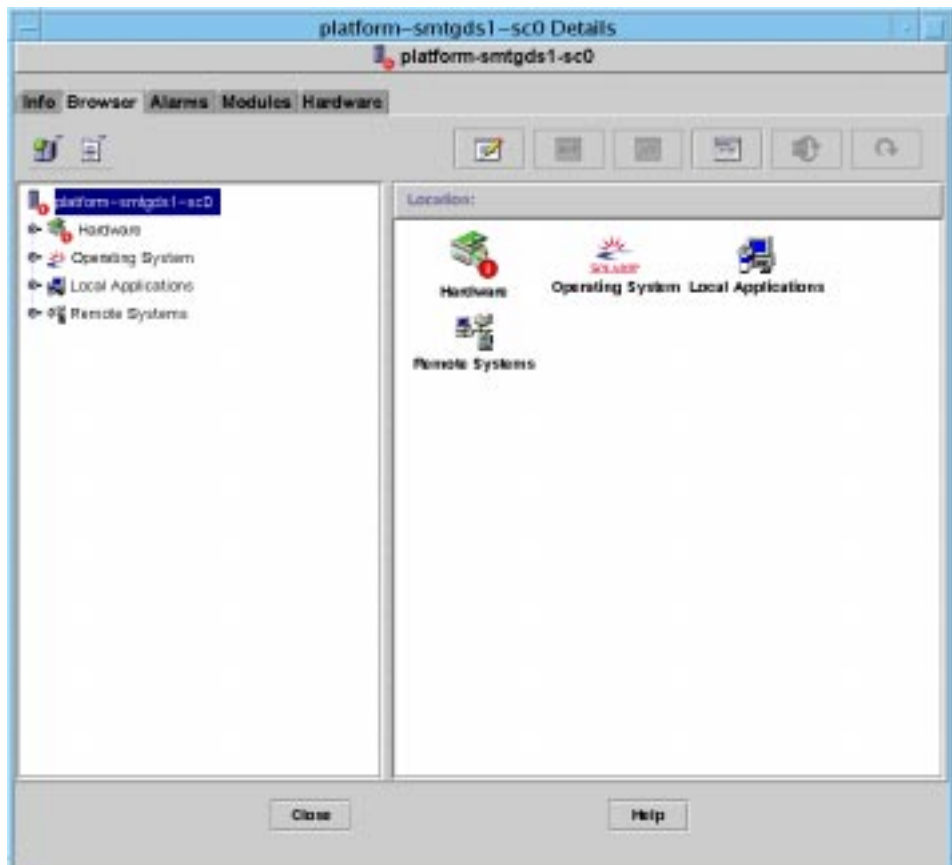 platform-smtgds1-sc0 Details
platform-smtgds1-sc0
Info Browser Alarms Modules Hardware
platform-smtgds1-sc0
Hardware
Operating System
Local Applications
Remote Systems
Location:
Hardware
SOLARIS
Operating System
Local Applications
Remote Systems
Close
Help